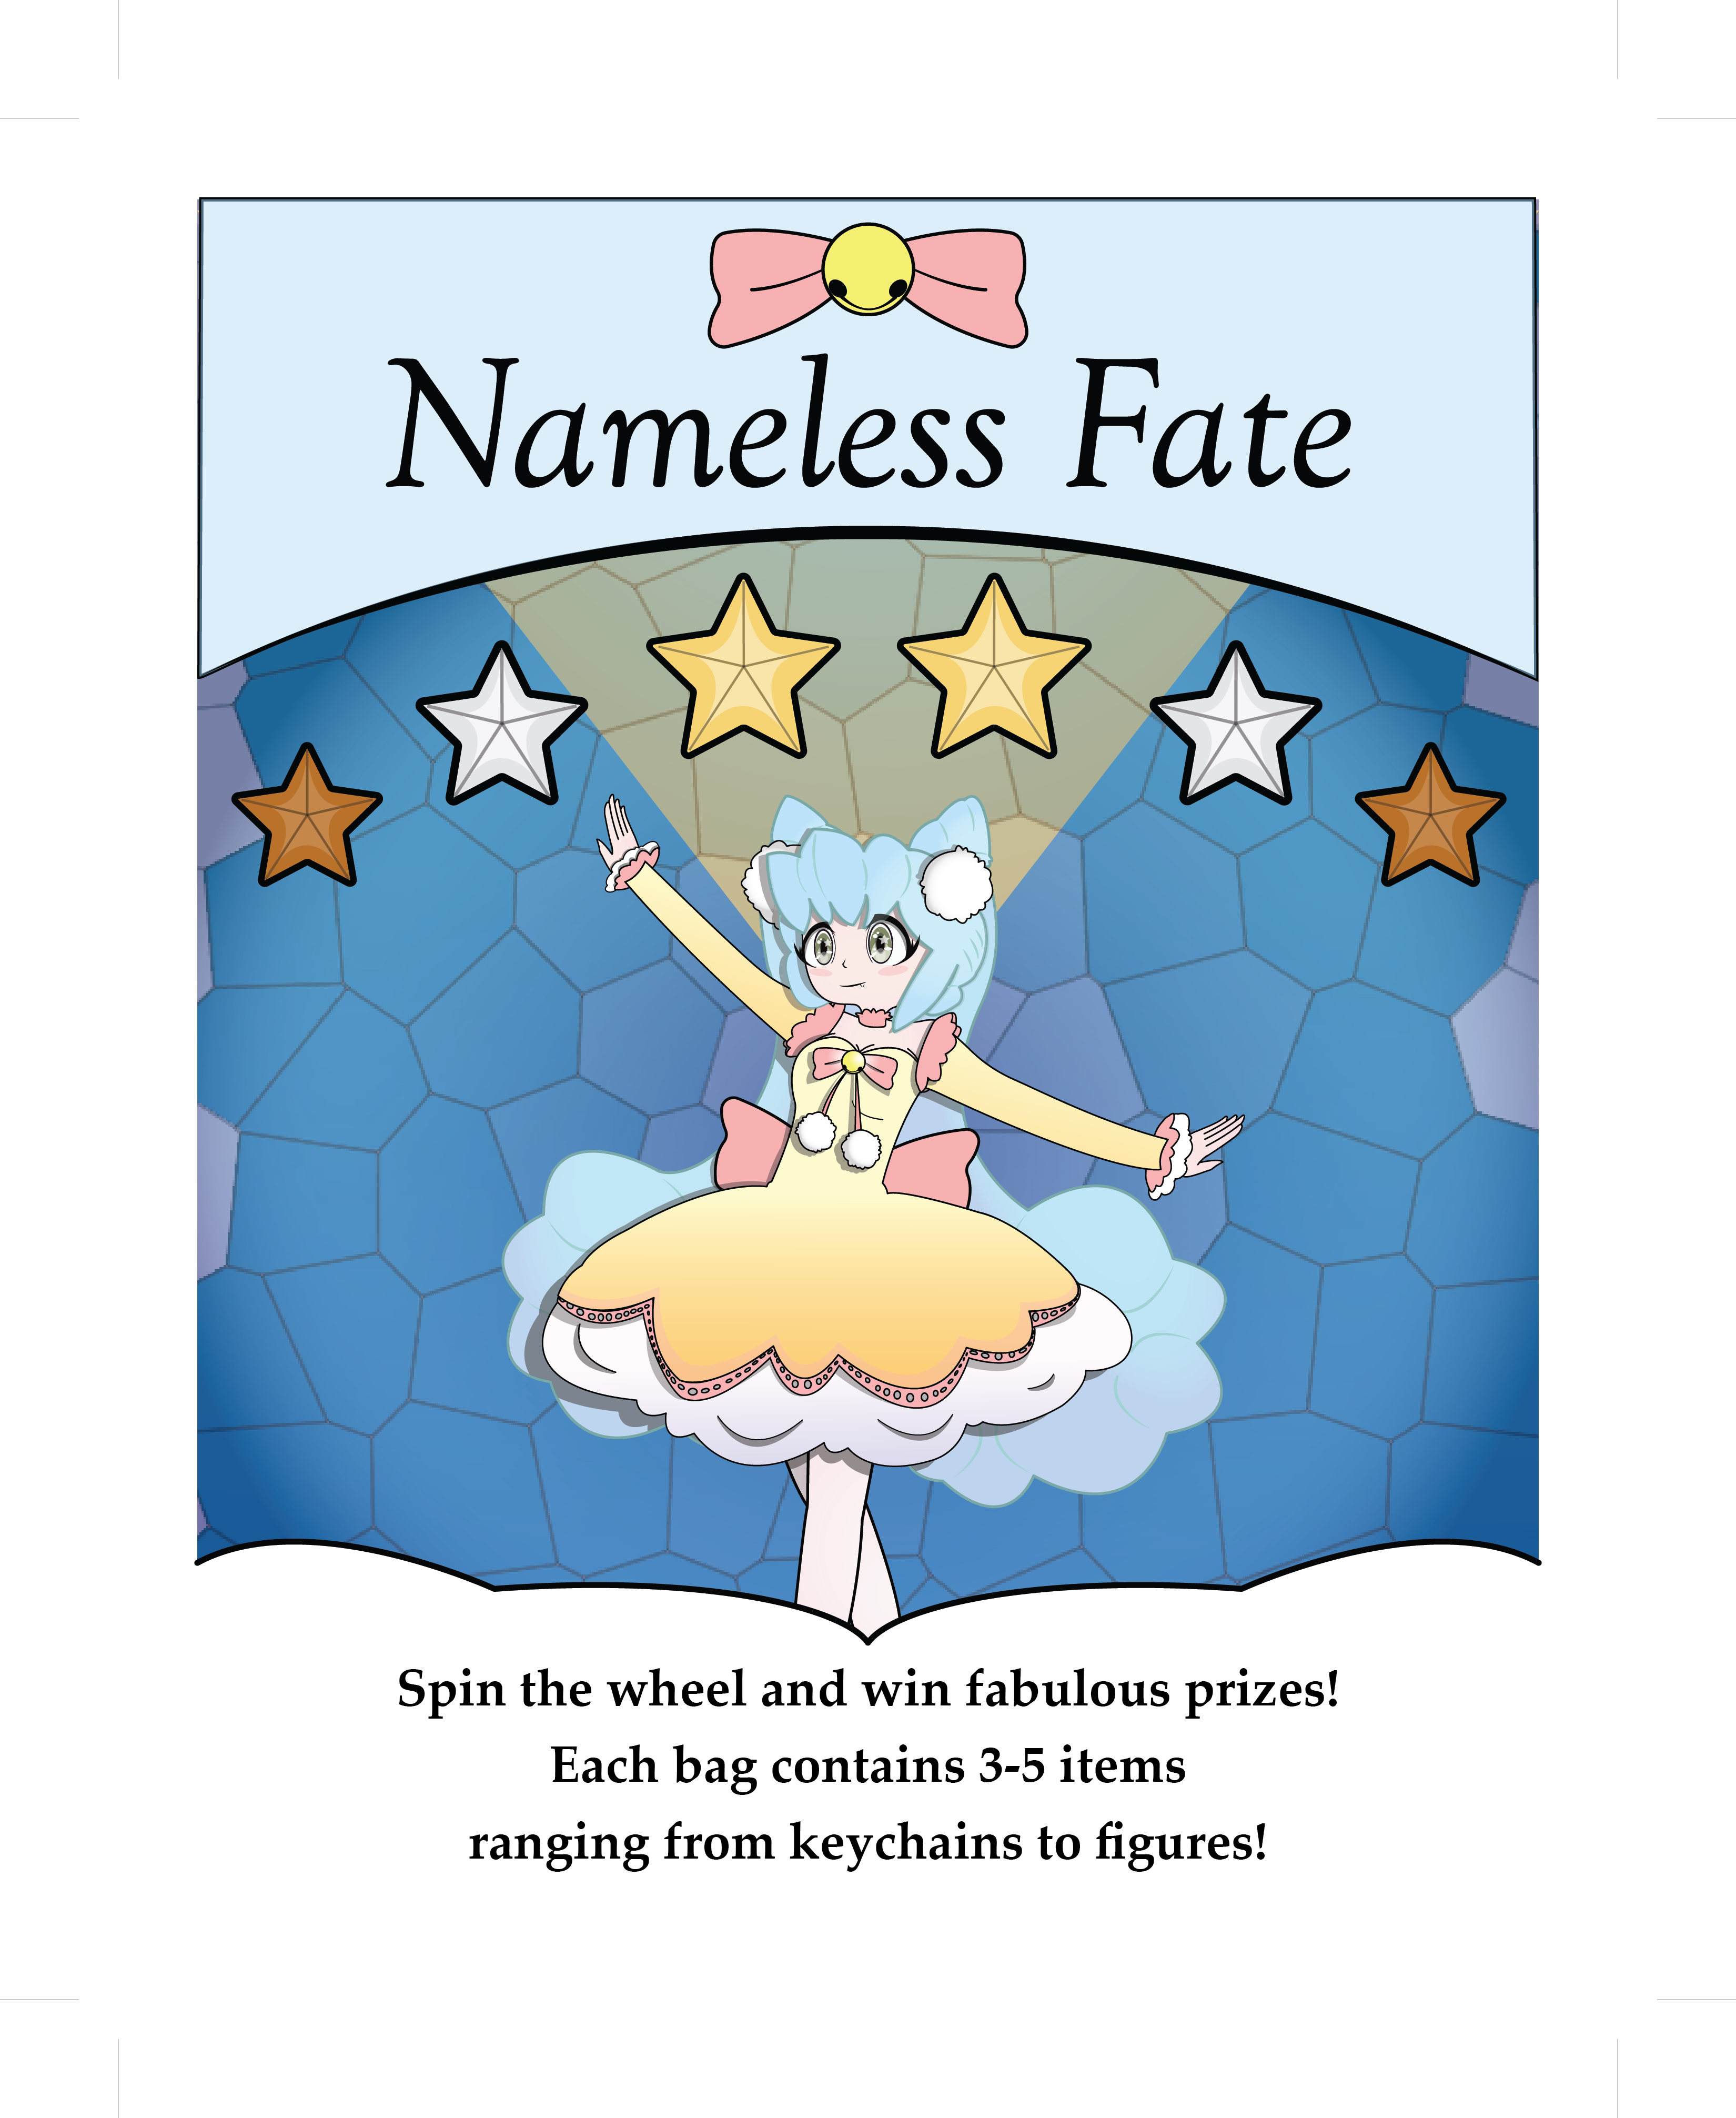 Nameless Fate
Spin the wheel and win fabulous prizes!
Each bag contains 3-5 items
ranging from keychains to figures!